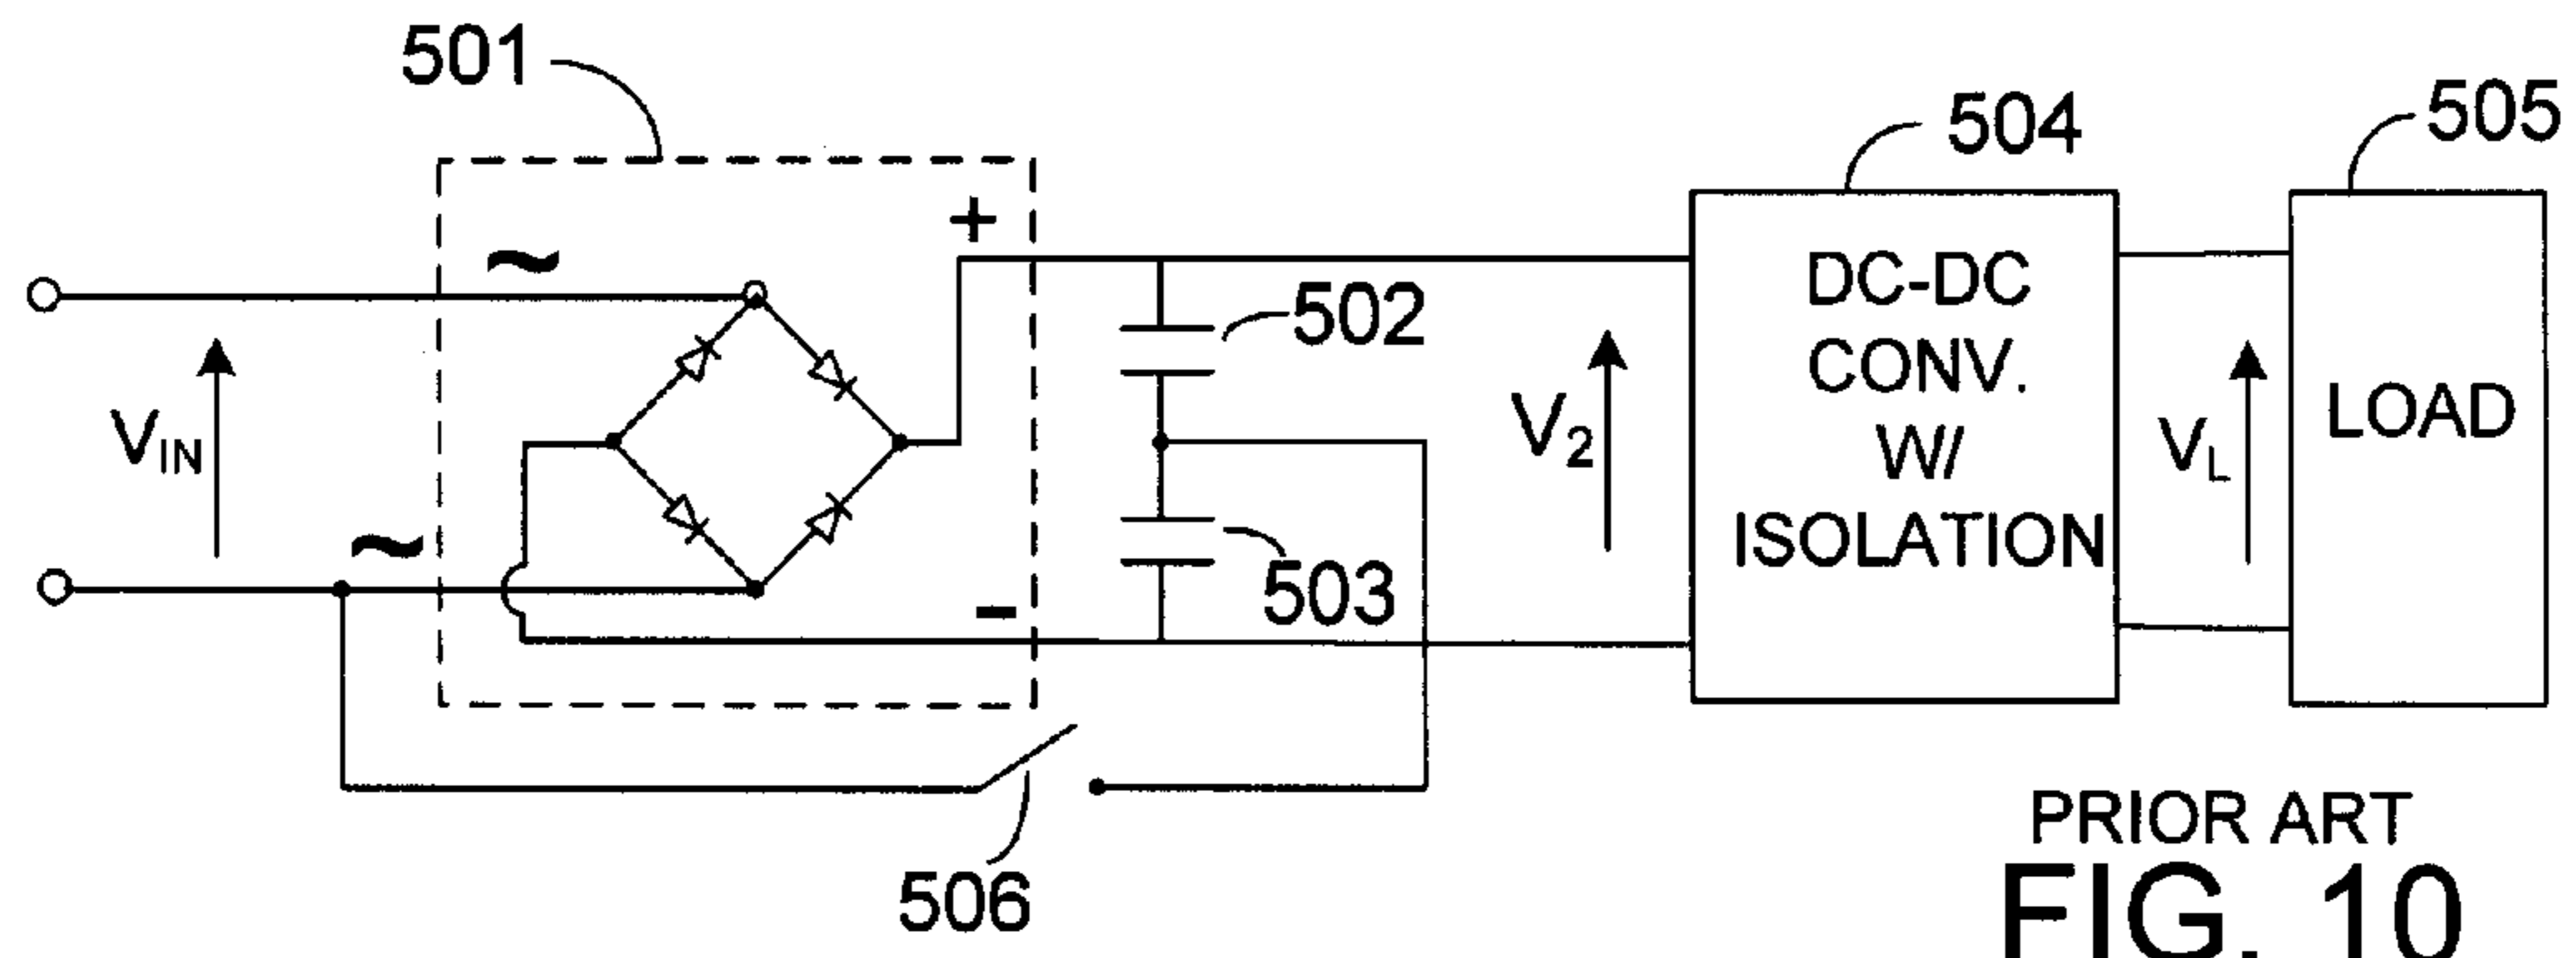 501
504
505
~
+
502
V_IN
V_2
DC-DC
CONV.
W/
ISOLATION
V_L
LOAD
~
503
-
506
PRIOR ART
FIG. 10